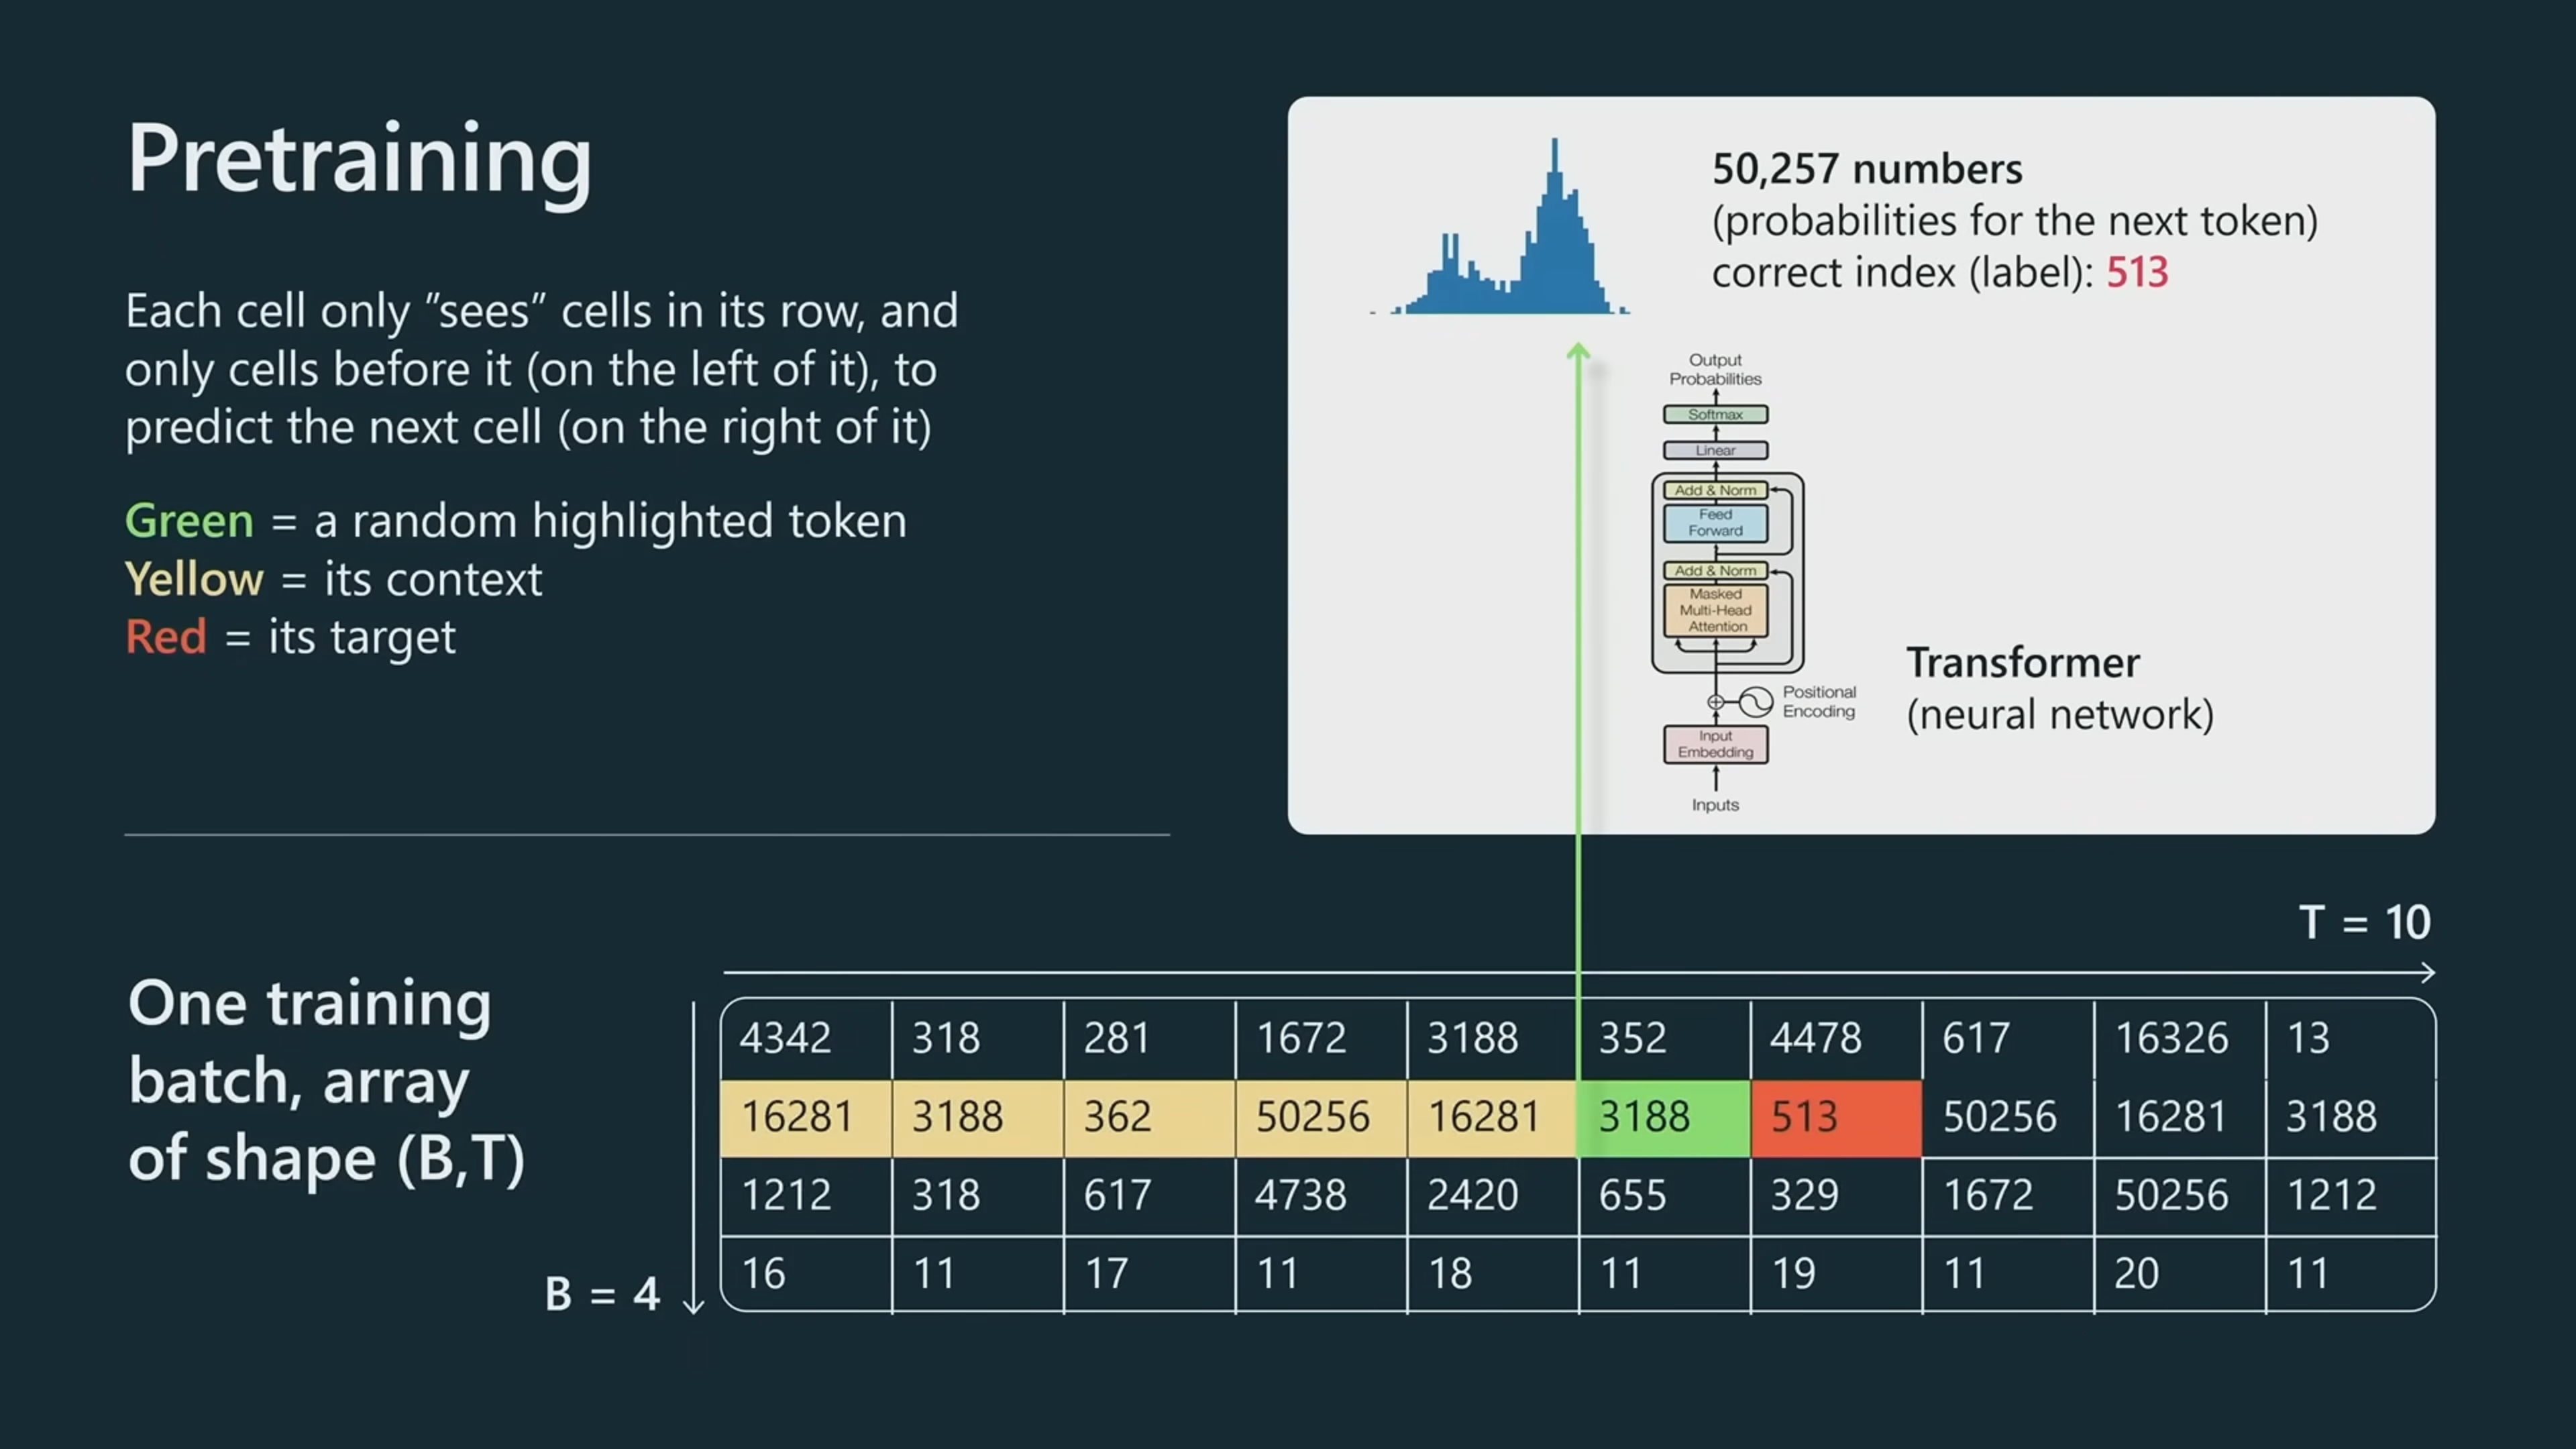 Pretraining
Each cell only ”sees” cells in its row, and
only cells before it (on the left of it), to
predict the next cell (on the right of it)
Green = a random highlighted token
Yellow = its context
Red = its target
50,257 numbers
(probabilities for the next token)
correct index (label): 513
Output
Probabilities
Softmax
Linear
Add & Norm
Feed
Forward
Add & Norm
Masked
Multi-Head
Attention
Positional
Encoding
Input
Embedding
Inputs
Transformer
(neural network)
One training
batch, array
of shape (B,T)
T = 10
B = 4
4342 318 281 1672 3188 352 4478 617 16326 13
16281 3188 362 50256 16281 3188 513 50256 16281 3188
1212 318 617 4738 2420 655 329 1672 50256 1212
16 11 17 11 18 11 19 11 20 11